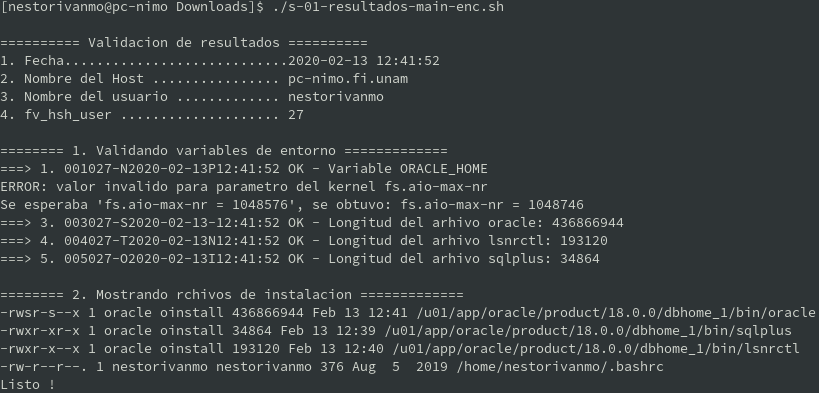 [nestorivanmo@pc-nimo Downloads]$ ./s-01-resultados-main-enc.sh
========== Validacion de resultados ==========
1. Fecha............................2020-02-13 12:41:52
2. Nombre del Host ................ pc-nimo.fi.unam
3. Nombre del usuario ............. nestorivanmo
4. fv_hsh_user .................... 27
======== 1. Validando variables de entorno =============
===> 1. 001027-N2020-02-13P12:41:52 OK - Variable ORACLE_HOME
ERROR: valor invalido para parametro del kernel fs.aio-max-nr
Se esperaba 'fs.aio-max-nr = 1048576', se obtuvo: fs.aio-max-nr = 1048746
===> 3. 003027-S2020-02-13-12:41:52 OK - Longitud del arhivo oracle: 436866944
===> 4. 004027-T2020-02-13N12:41:52 OK - Longitud del arhivo lsnrctl: 193120
===> 5. 005027-O2020-02-13I12:41:52 OK - Longitud del arhivo sqlplus: 34864
======== 2. Mostrando rchivos de instalacion =============
-rwsr-s--x 1 oracle oinstall 436866944 Feb 13 12:41 /u01/app/oracle/product/18.0.0/dbhome_1/bin/oracle
-rwxr-xr-x 1 oracle oinstall 34864 Feb 13 12:39 /u01/app/oracle/product/18.0.0/dbhome_1/bin/sqlplus
-rwxr-x--x 1 oracle oinstall 193120 Feb 13 12:40 /u01/app/oracle/product/18.0.0/dbhome_1/bin/lsnrctl
-rw-r--r--. 1 nestorivanmo nestorivanmo 376 Aug  5  2019 /home/nestorivanmo/.bashrc
Listo !